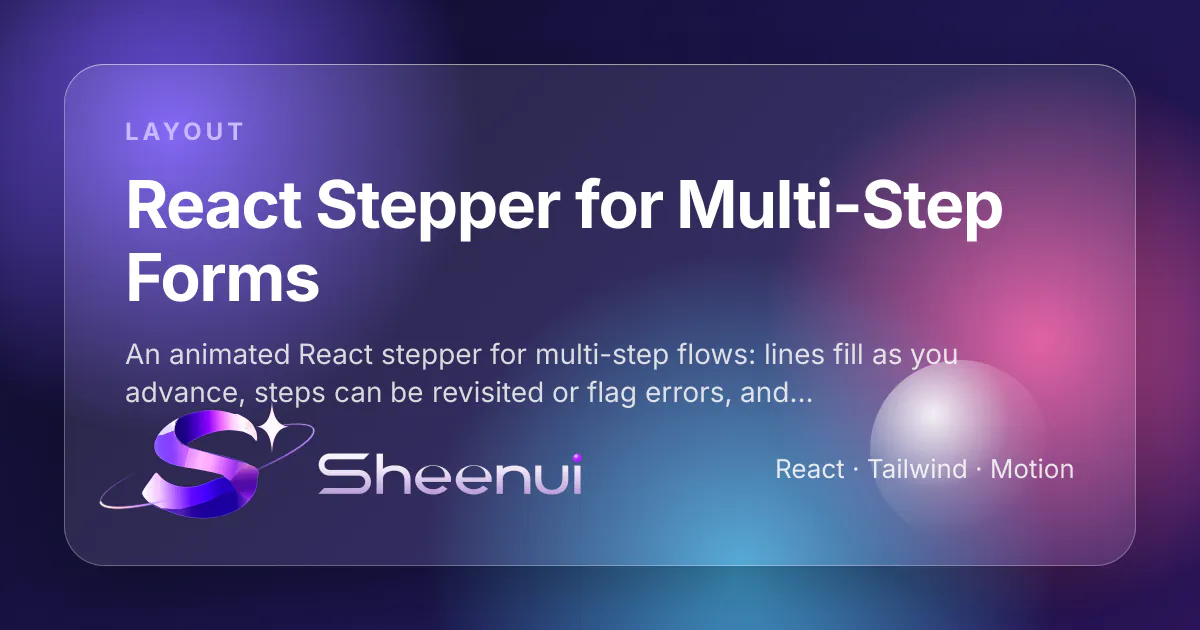 LAYOUT
React Stepper for Multi-Step
Forms
An animated React stepper for multi-step flows: lines fill as you
advance, steps can be revisited or flag errors, and...
Sheenui
React · Tailwind · Motion